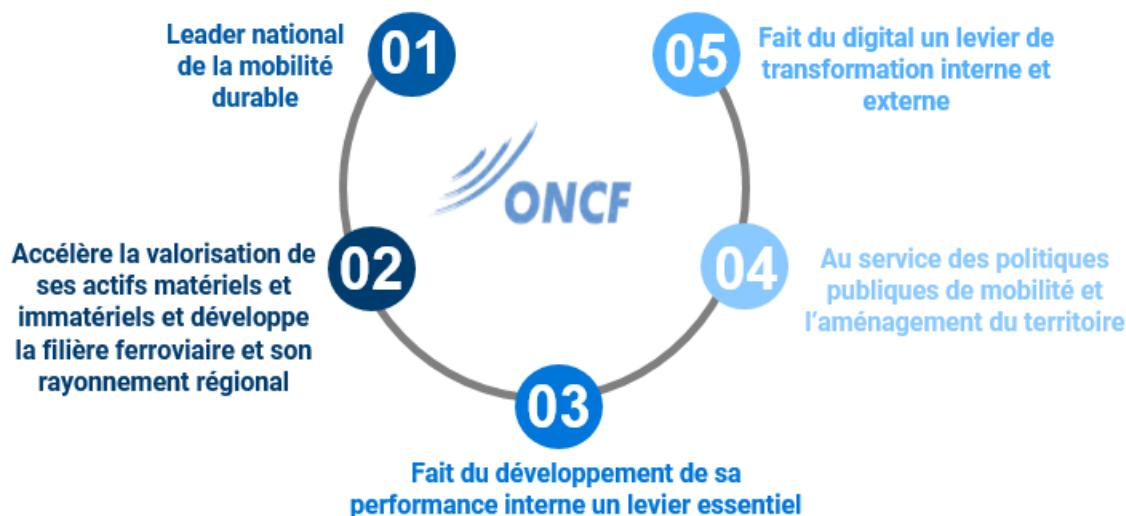 01
Leader national
de la mobilité
durable
02
Accélère la valorisation de
ses actifs matériels et
immatériels et développe
la filière ferroviaire et son
rayonnement régional
03
Fait du développement de sa
performance interne un levier essentiel
04
Au service des politiques
publiques de mobilité et
l’aménagement du territoire
05
Fait du digital un levier de
transformation interne et
externe
ONCF